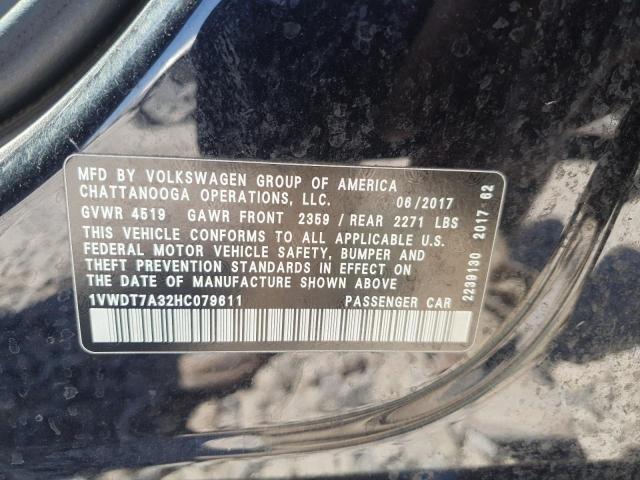 MFD BY VOLKSWAGEN GROUP OF AMERICA
CHATTANOOGA OPERATIONS, LLC. 06/2017
GVWR 4519 GAWR FRONT 2359 / REAR 2271 LBS
THIS VEHICLE CONFORMS TO ALL APPLICABLE U.S.
FEDERAL MOTOR VEHICLE SAFETY, BUMPER AND
THEFT PREVENTION STANDARDS IN EFFECT ON
THE DATE OF MANUFACTURE SHOWN ABOVE
1VWDT7A32HC079611 PASSENGER CAR
2239130 2017 62